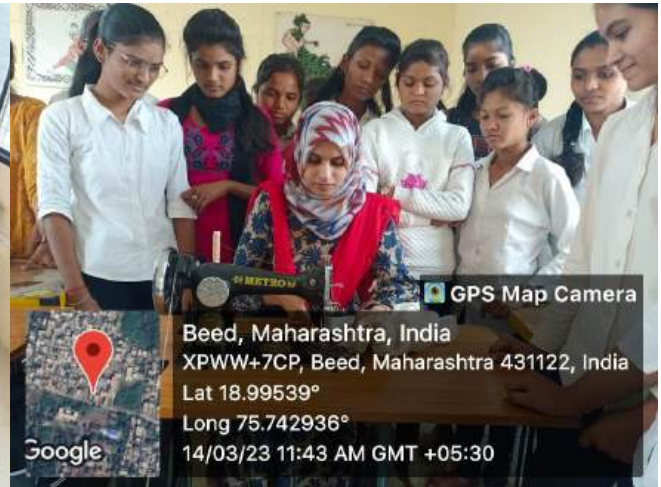 METRO
GPS Map Camera
Beed, Maharashtra, India
XPWW+7CP, Beed, Maharashtra 431122, India
Lat 18.99539°
Long 75.742936°
14/03/23 11:43 AM GMT +05:30
Google